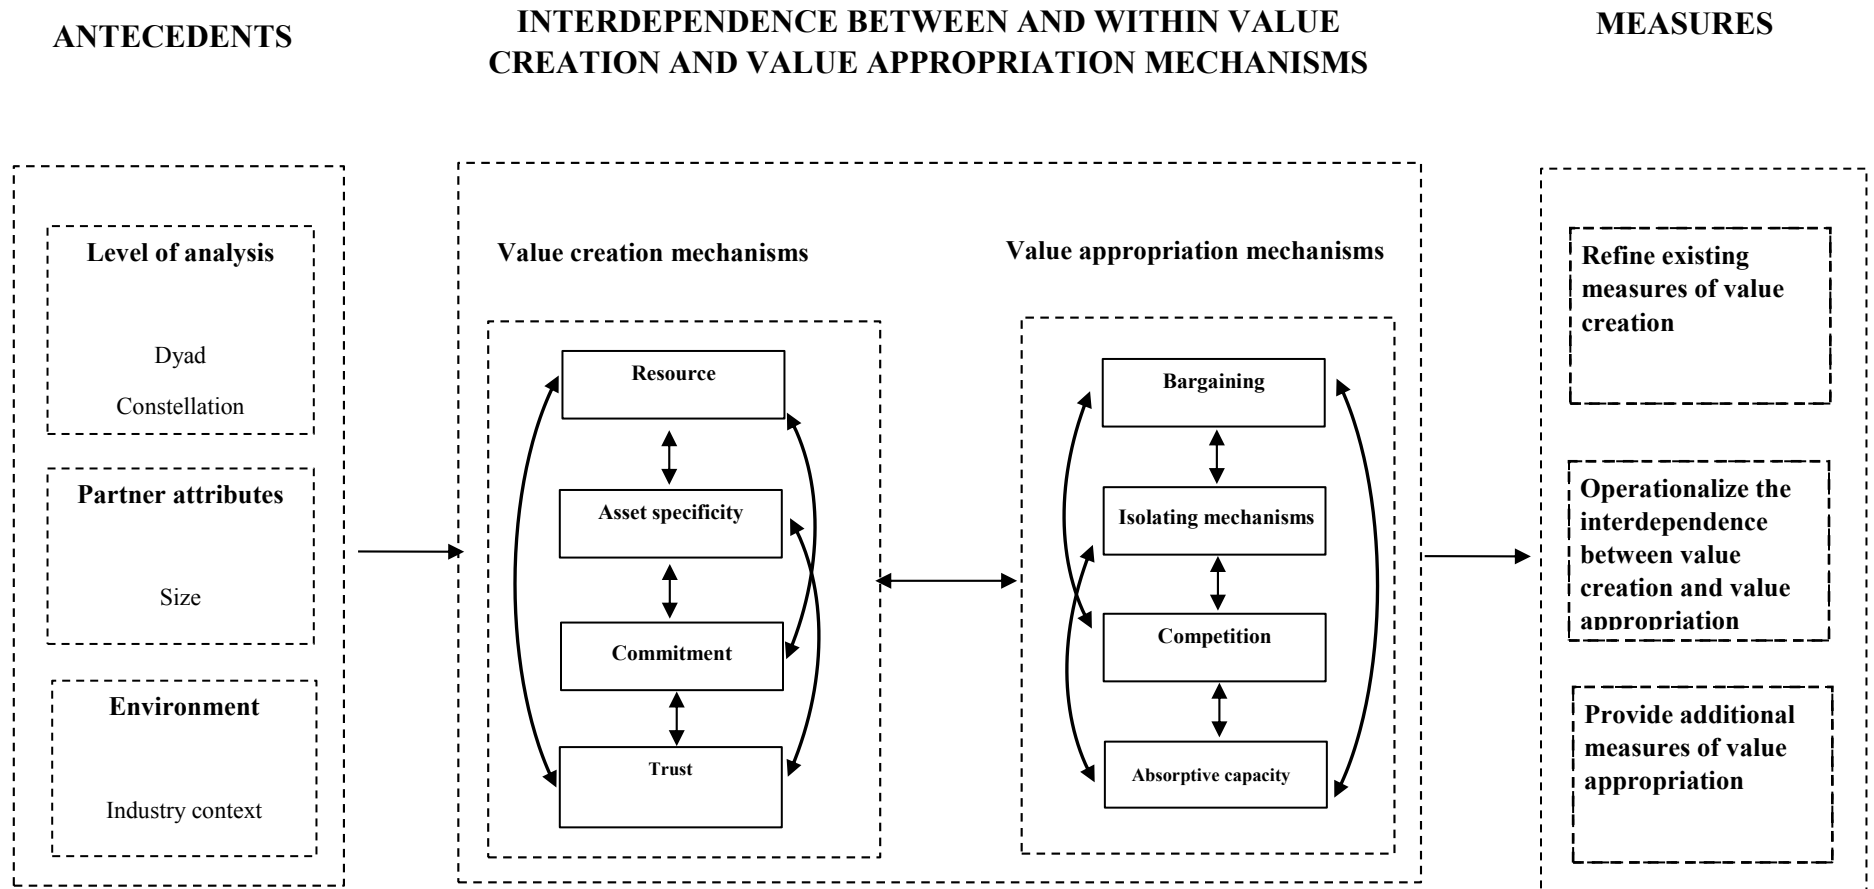 ANTECEDENTS
INTERDEPENDENCE BETWEEN AND WITHIN VALUE
CREATION AND VALUE APPROPRIATION MECHANISMS
MEASURES
Level of analysis
Dyad
Constellation
Partner attributes
Size
Environment
Industry context
Value creation mechanisms
Resource
Asset specificity
Commitment
Trust
Value appropriation mechanisms
Bargaining
Isolating mechanisms
Competition
Absorptive capacity
Refine existing
measures of value
creation
Operationalize the
interdependence
between value
creation and value
appropriation
Provide additional
measures of value
appropriation